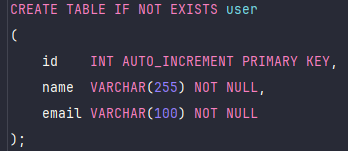 CREATE TABLE IF NOT EXISTS user
(
    id    INT AUTO_INCREMENT PRIMARY KEY,
    name  VARCHAR(255) NOT NULL,
    email VARCHAR(100) NOT NULL
);